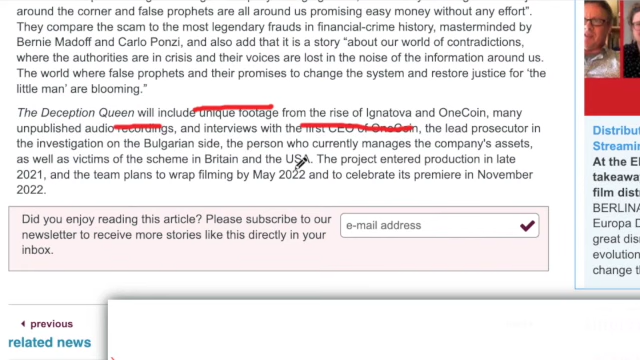 around the corner and false prophets are all around us promising easy money without any effort".
They compare the scam to the most legendary frauds in financial-crime history, masterminded by
Bernie Madoff and Carlo Ponzi, and also add that it is a story "about our world of contradictions,
where the authorities are in crisis and their voices are lost in the noise of the information around us.
The world where false prophets and their promises to change the system and restore justice for ‘the
little man’ are blooming."
The Deception Queen will include unique footage from the rise of Ignatova and OneCoin, many
unpublished audio recordings, and interviews with the first CEO of OneCoin, the lead prosecutor in
the investigation on the Bulgarian side, the person who currently manages the company's assets,
as well as victims of the scheme in Britain and the USA. The project entered production in late
2021, and the team plans to wrap filming by May 2022 and to celebrate its premiere in November
2022.
Did you enjoy reading this article? Please subscribe to our
newsletter to receive more stories like this directly in your
inbox.
e-mail address
previous
related news
Distribut
Streaming
At the E
takeawa
film dist
BERLINA
Europa D
great disr
evolution
change th